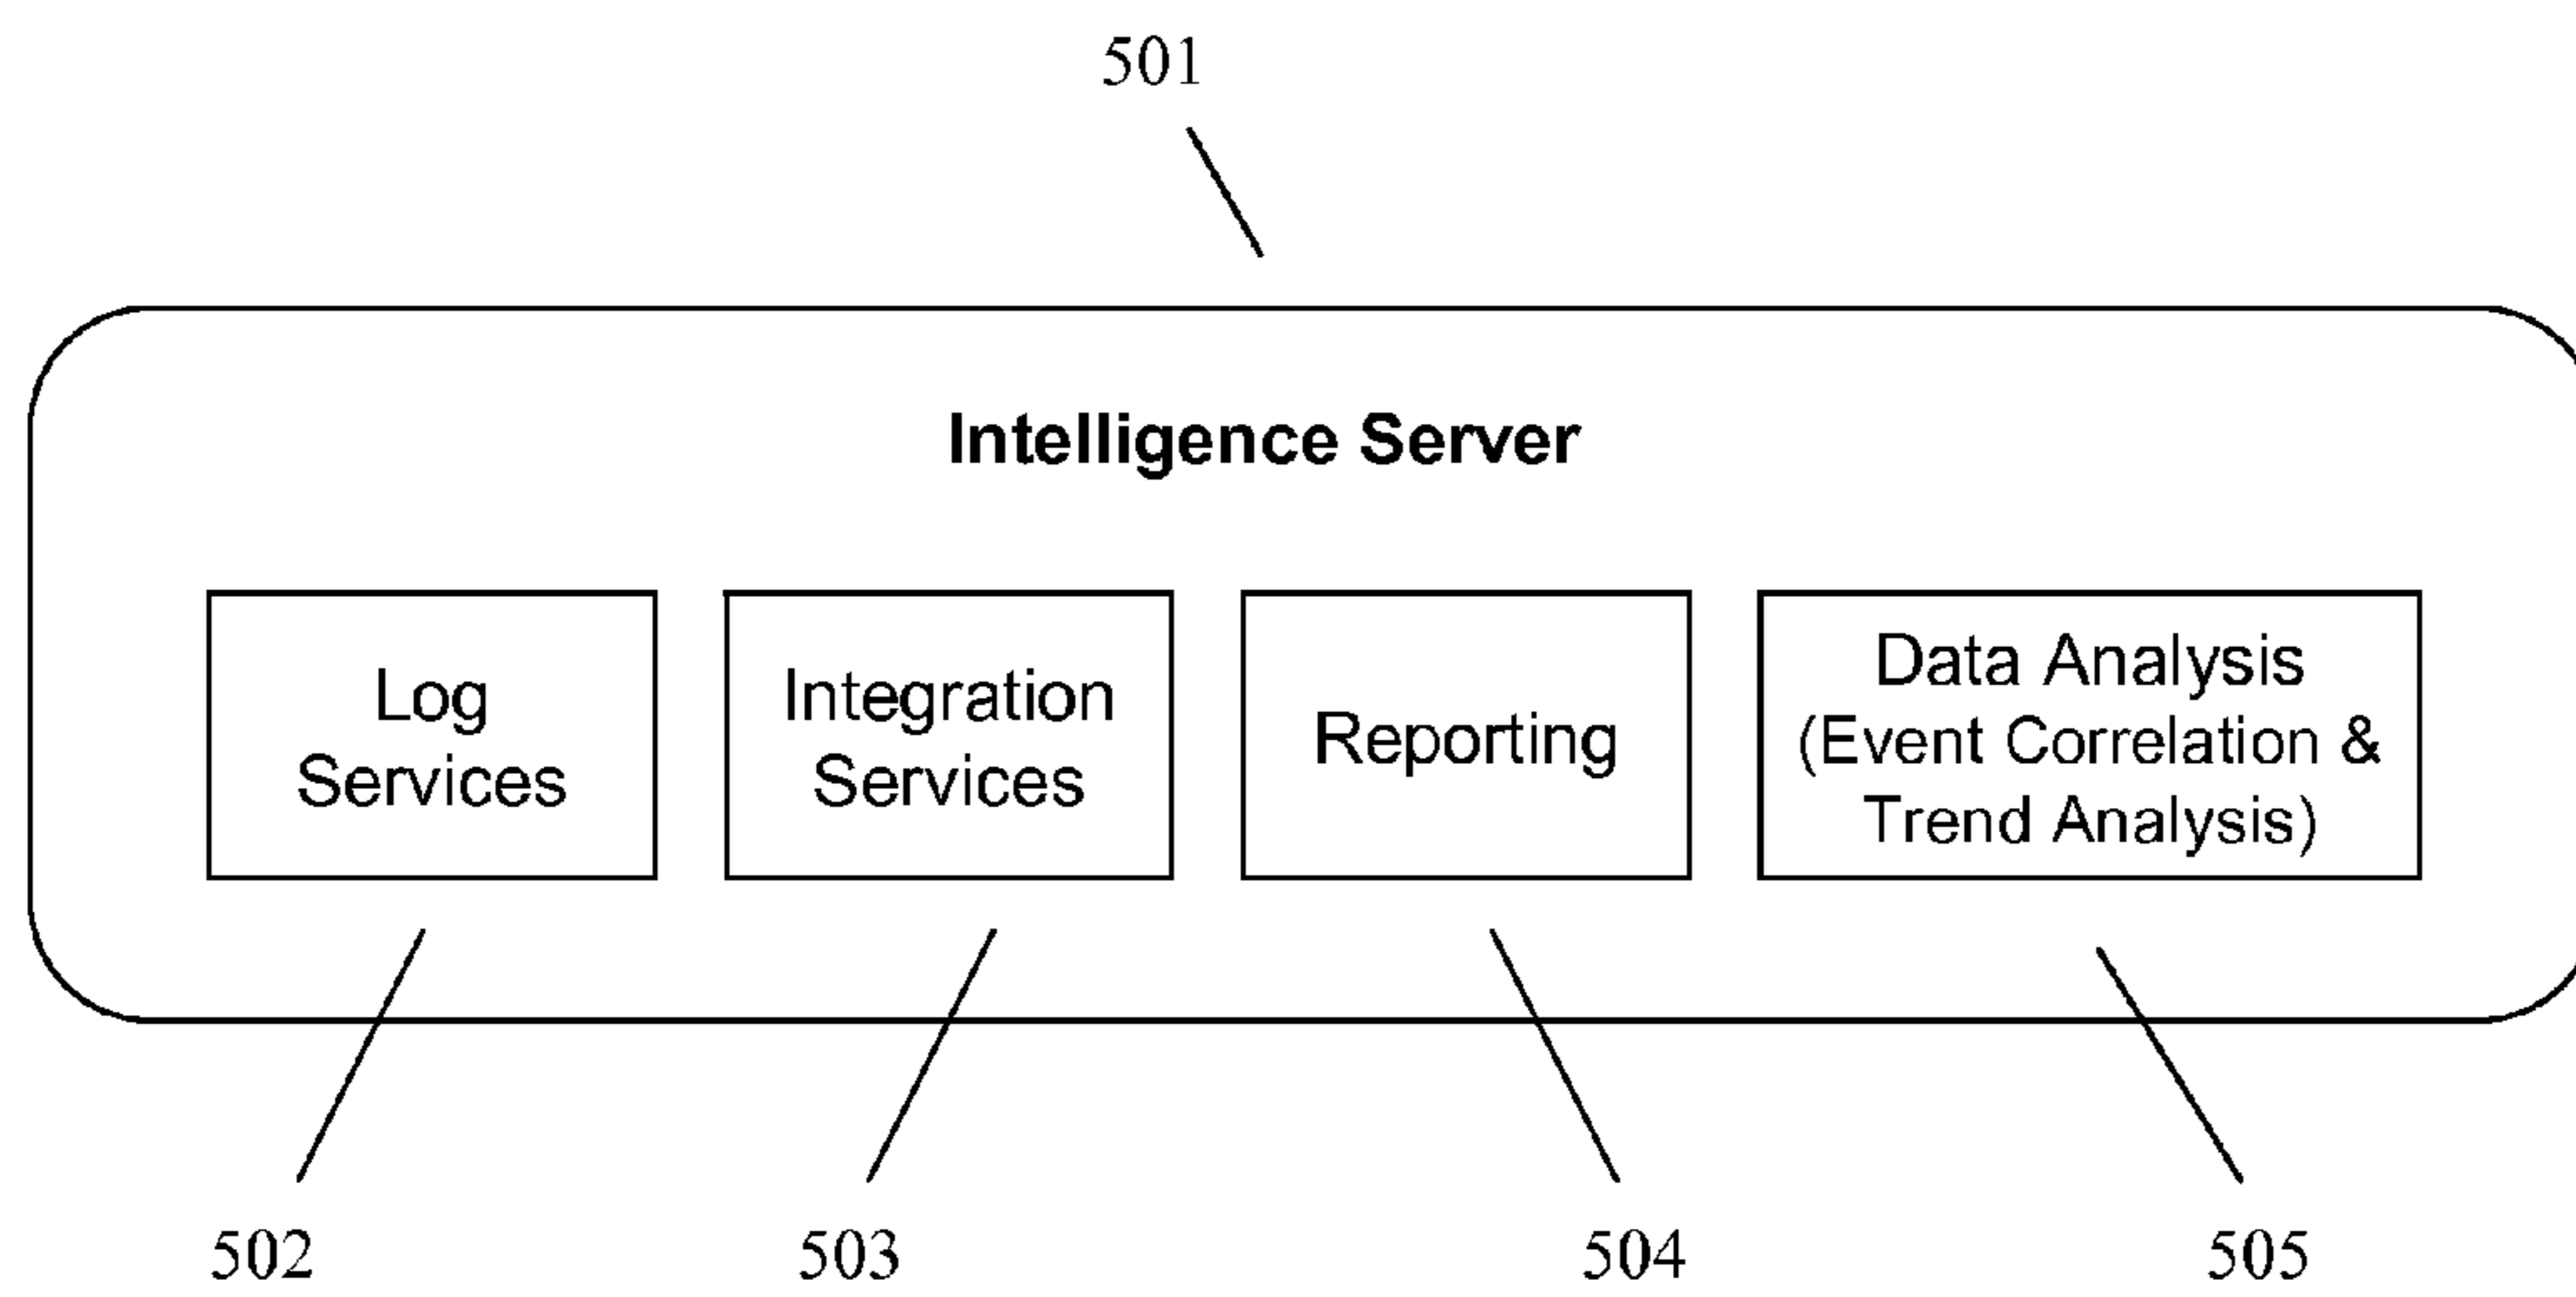 501
Intelligence Server
Log
Services
Integration
Services
Reporting
Data Analysis
(Event Correlation &
Trend Analysis)
502
503
504
505